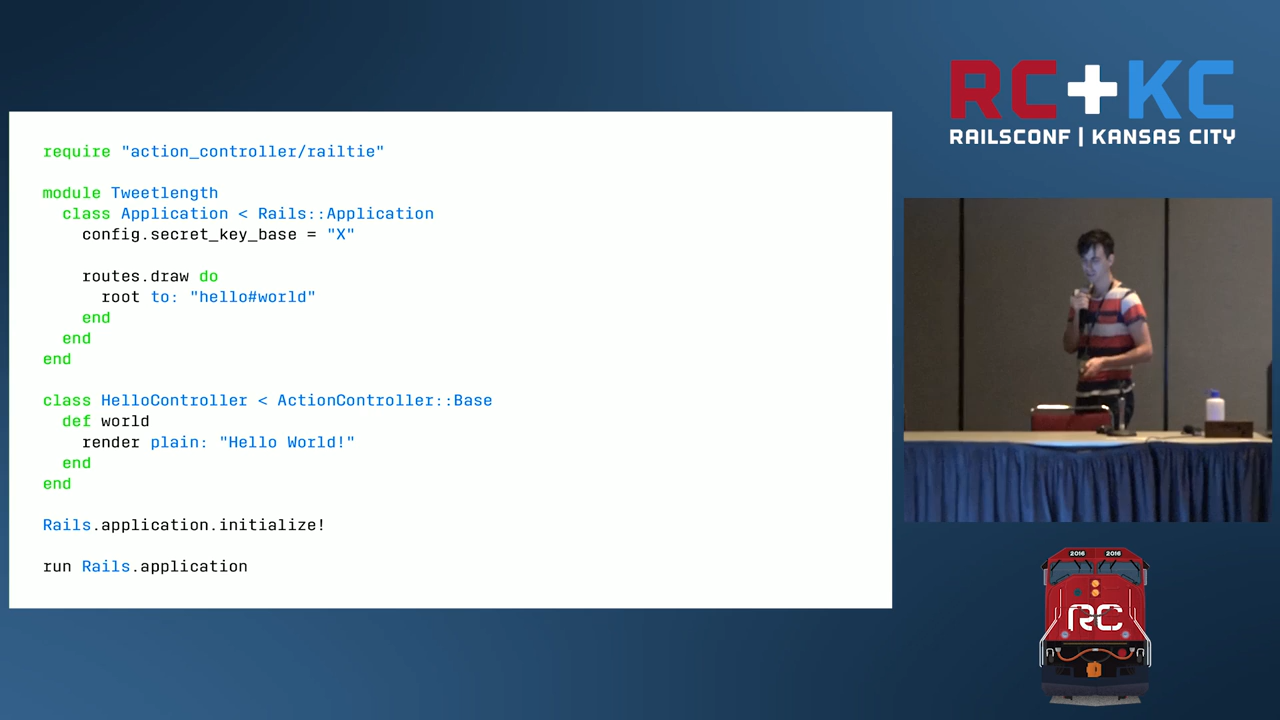 require "action_controller/railtie"
module Tweetlength
class Application < Rails::Application
config.secret_key_base = "X"
routes.draw do
root to: "hello#world"
end
end
end
class HelloController < ActionController::Base
def world
render plain: "Hello World!"
end
end
Rails.application.initialize!
run Rails.application
RC+KC
RAILSCONF | KANSAS CITY
2016 2016
RC